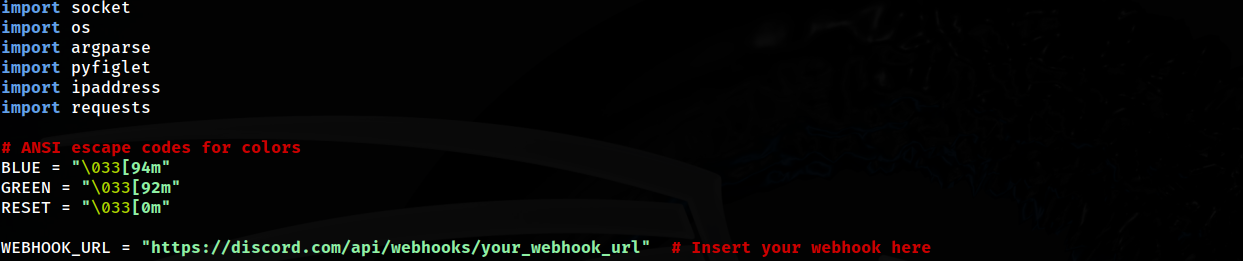 import socket
import os
import argparse
import pyfiglet
import ipaddress
import requests
# ANSI escape codes for colors
BLUE = "\033[94m"
GREEN = "\033[92m"
RESET = "\033[0m"
WEBHOOK_URL = "https://discord.com/api/webhooks/your_webhook_url"  # Insert your webhook here